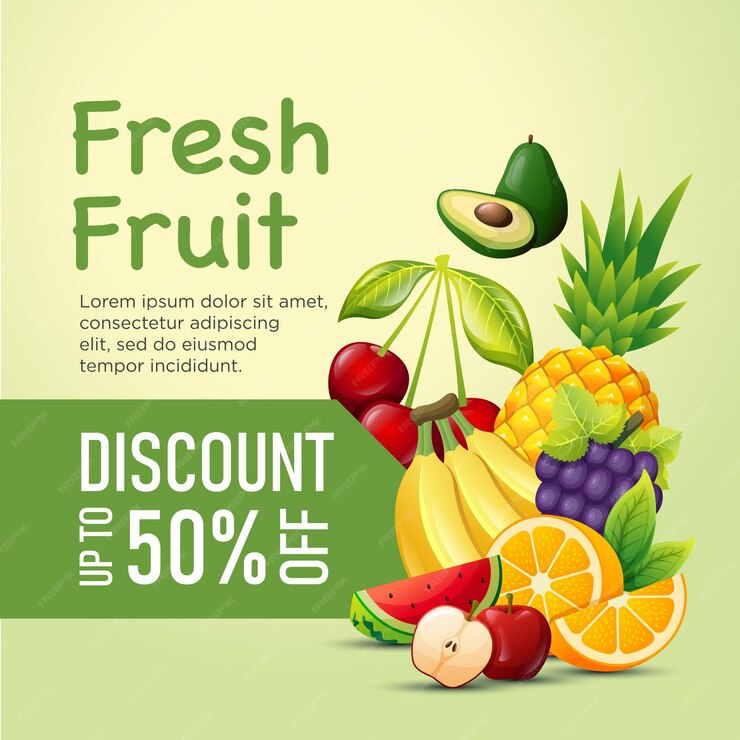 Fresh
Fruit
Lorem ipsum dolor sit amet,
consectetur adipiscing
elit, sed do eiusmod
tempor incididunt.
DISCOUNT
UP TO
50%
OFF